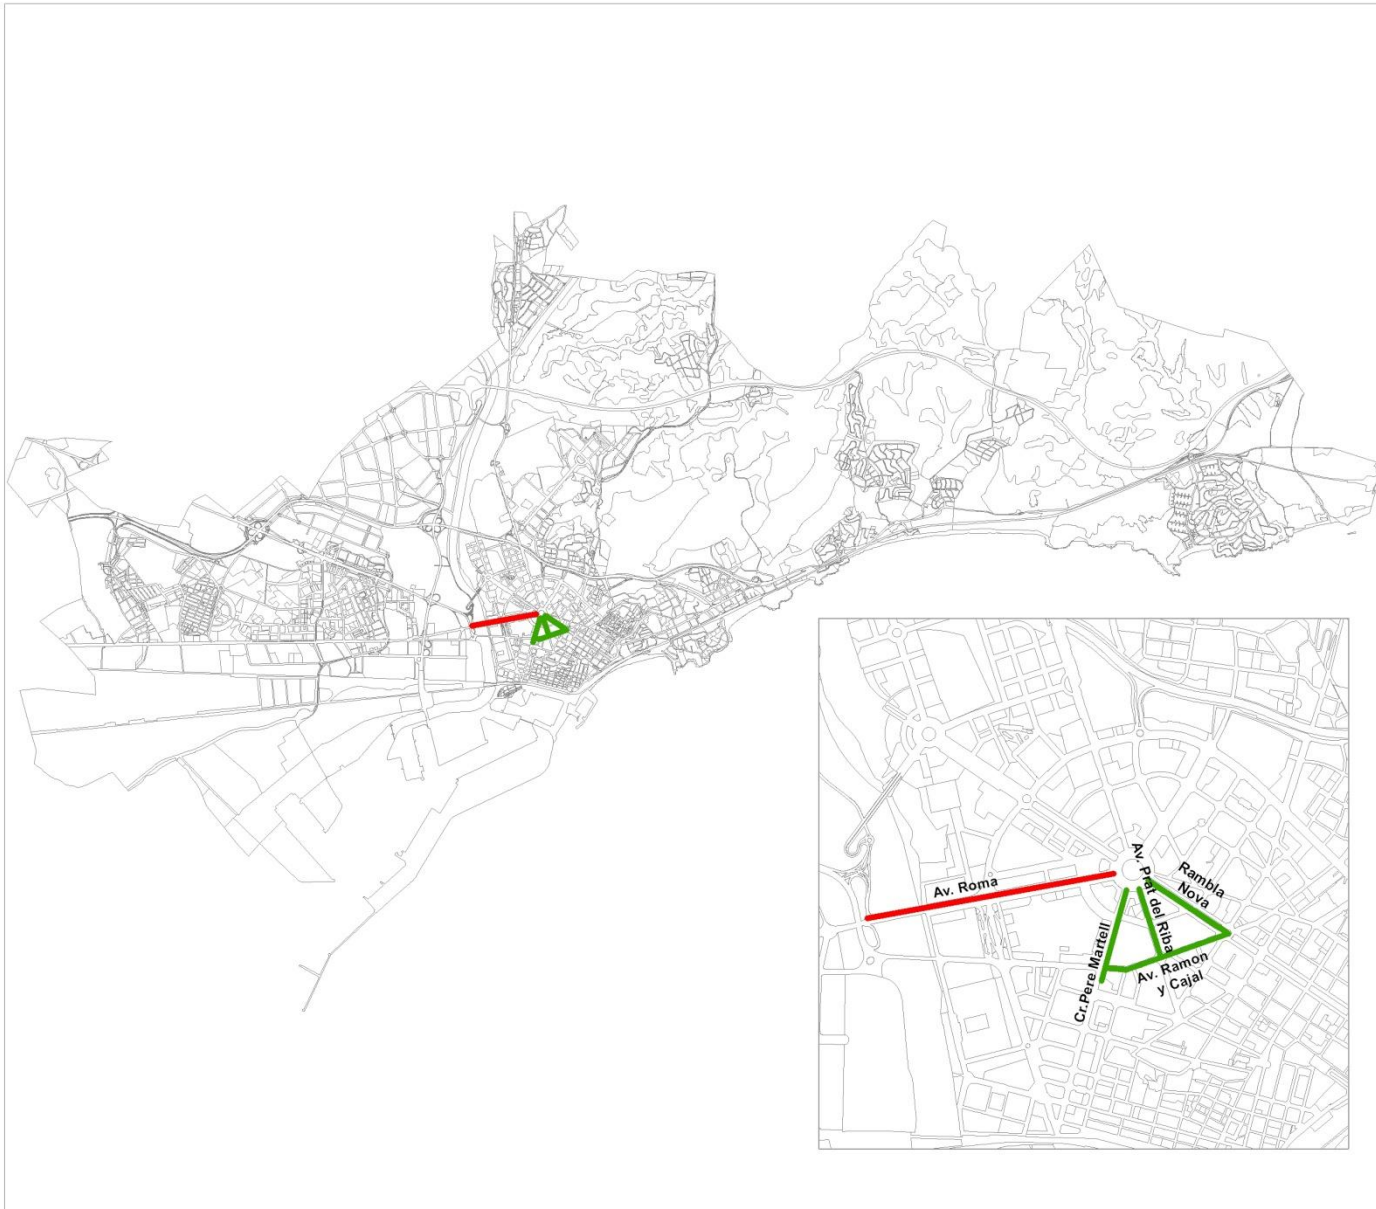 Av. Roma
Av. Prat del Riba
Rambla
Nova
Cr.Pere Martell
Av. Ramon
y Cajal